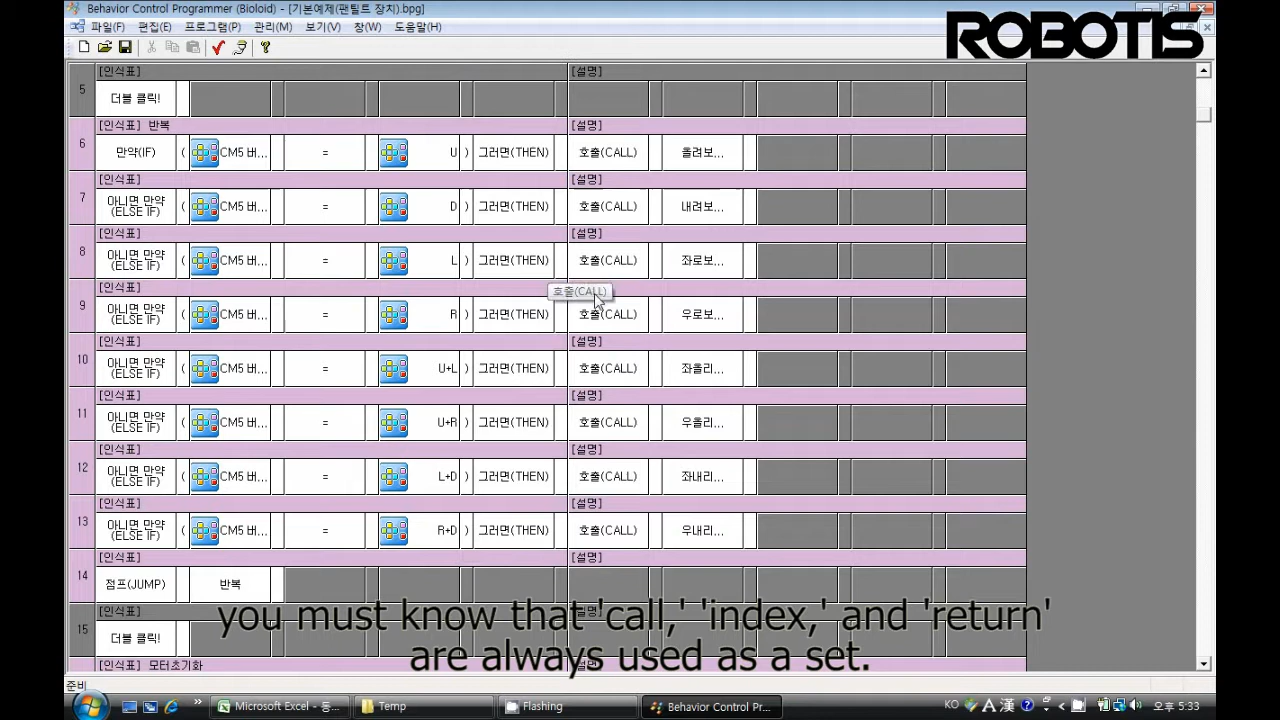 Behavior Control Programmer (Bioloid) - [기본예제(팬틸트 장치).bpg]
파일(F) 편집(E) 프로그램(P) 관리(M) 보기(V) 창(W) 도움말(H)
ROBOTIS
[인식표] [설명]
5 더블 클릭!
[인식표] 반복 [설명]
6 만약(IF) ( CM5 버... = U ) 그러면(THEN) 호출(CALL) 올려보...
[인식표] [설명]
7 아니면 만약 (ELSE IF) ( CM5 버... = D ) 그러면(THEN) 호출(CALL) 내려보...
[인식표] [설명]
8 아니면 만약 (ELSE IF) ( CM5 버... = L ) 그러면(THEN) 호출(CALL) 좌로보...
[인식표] [설명]
호출(CALL)
9 아니면 만약 (ELSE IF) ( CM5 버... = R ) 그러면(THEN) 호출(CALL) 우로보...
[인식표] [설명]
10 아니면 만약 (ELSE IF) ( CM5 버... = U+L ) 그러면(THEN) 호출(CALL) 좌올리...
[인식표] [설명]
11 아니면 만약 (ELSE IF) ( CM5 버... = U+R ) 그러면(THEN) 호출(CALL) 우올리...
[인식표] [설명]
12 아니면 만약 (ELSE IF) ( CM5 버... = L+D ) 그러면(THEN) 호출(CALL) 좌내리...
[인식표] [설명]
13 아니면 만약 (ELSE IF) ( CM5 버... = R+D ) 그러면(THEN) 호출(CALL) 우내리...
[인식표] [설명]
14 점프(JUMP) 반복
[인식표] [설명]
15 더블 클릭!
[인식표] 모터초기화 [설명]
you must know that 'call,' 'index,' and 'return'
are always used as a set.
준비
Microsoft Excel - 동... Temp Flashing Behavior Control Pr... KO A 漢 오후 5:33